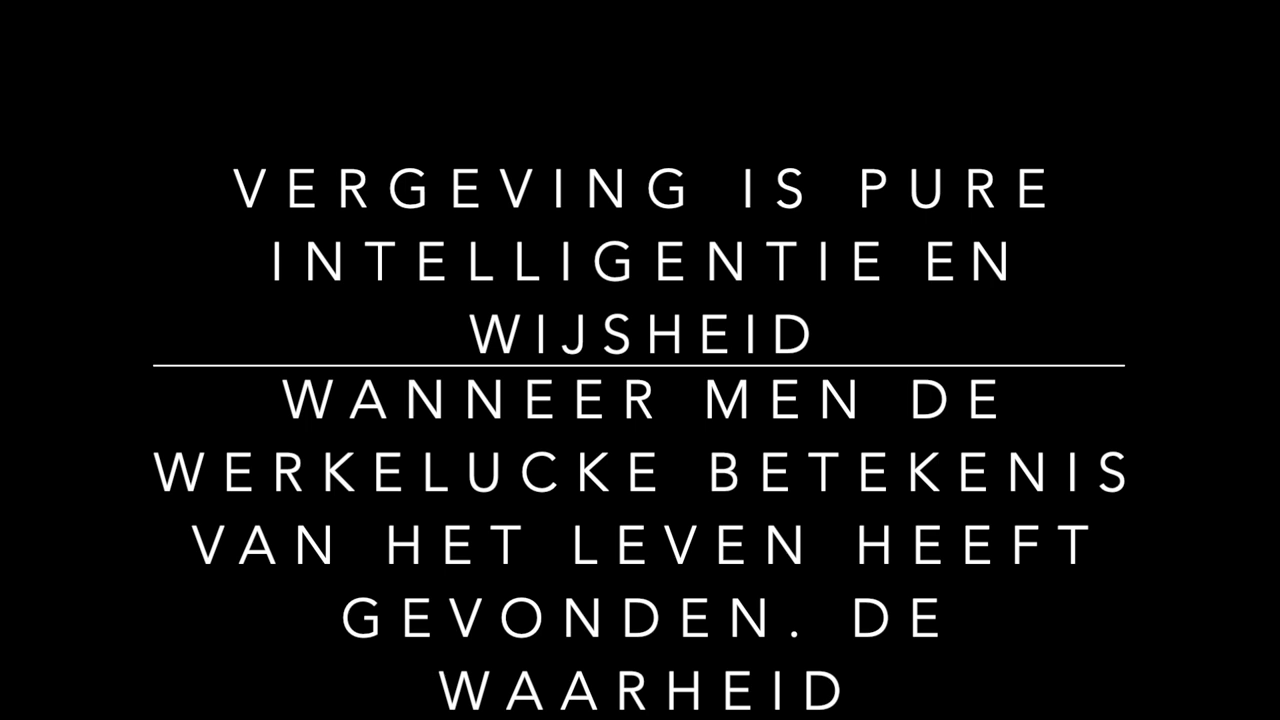 VERGEVING IS PURE
INTELLIGENTIE EN
WIJSHEID
WANNEER MEN DE
WERKELUCKE BETEKENIS
VAN HET LEVEN HEEFT
GEVONDEN. DE
WAARHEID